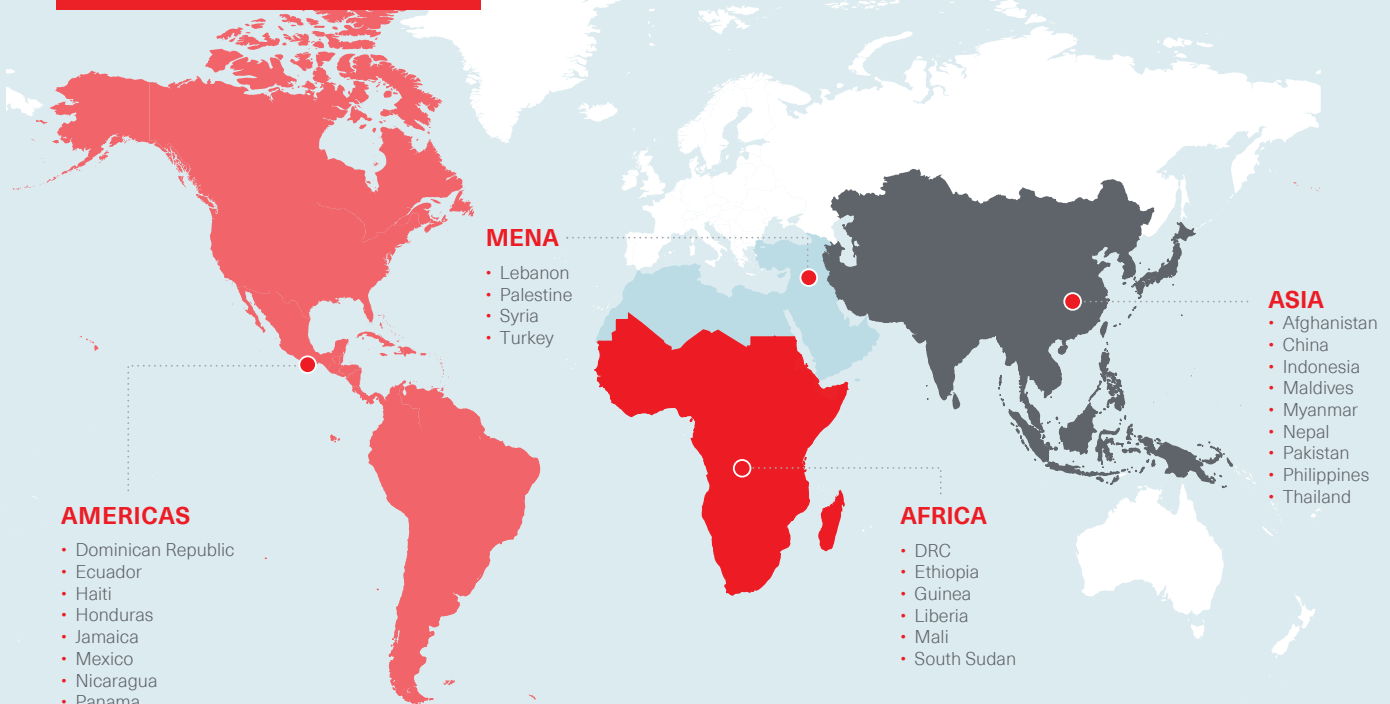 MENA
• Lebanon
• Palestine
• Syria
• Turkey
ASIA
• Afghanistan
• China
• Indonesia
• Maldives
• Myanmar
• Nepal
• Pakistan
• Philippines
• Thailand
AMERICAS
• Dominican Republic
• Ecuador
• Haiti
• Honduras
• Jamaica
• Mexico
• Nicaragua
• Panama
AFRICA
• DRC
• Ethiopia
• Guinea
• Liberia
• Mali
• South Sudan